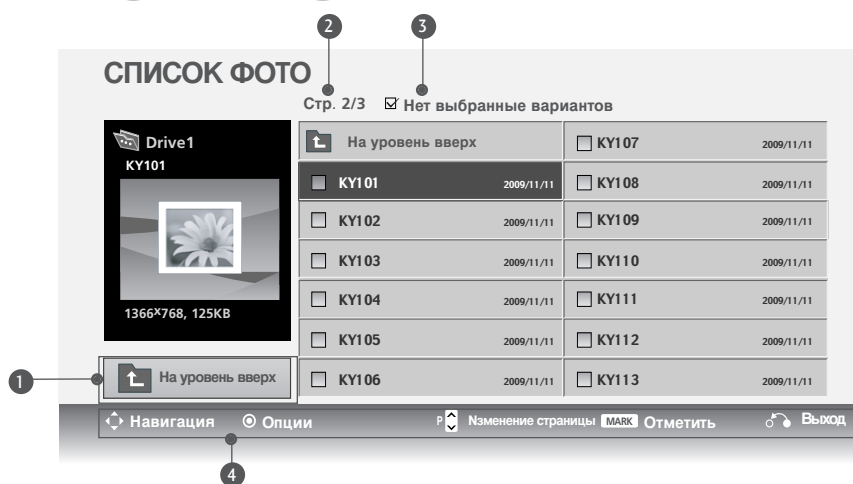 2 3
СПИСОК ФОТО
Стр. 2/3 Нет выбранные вариантов
Drive1
KY101
1366x768, 125KB
На уровень вверх
KY101 2009/11/11
KY102 2009/11/11
KY103 2009/11/11
KY104 2009/11/11
KY105 2009/11/11
KY106 2009/11/11
KY107 2009/11/11
KY108 2009/11/11
KY109 2009/11/11
KY110 2009/11/11
KY111 2009/11/11
KY112 2009/11/11
KY113 2009/11/11
1 На уровень вверх
Навигация Опции P Nзменение страницы MARK Отметить Выход
4